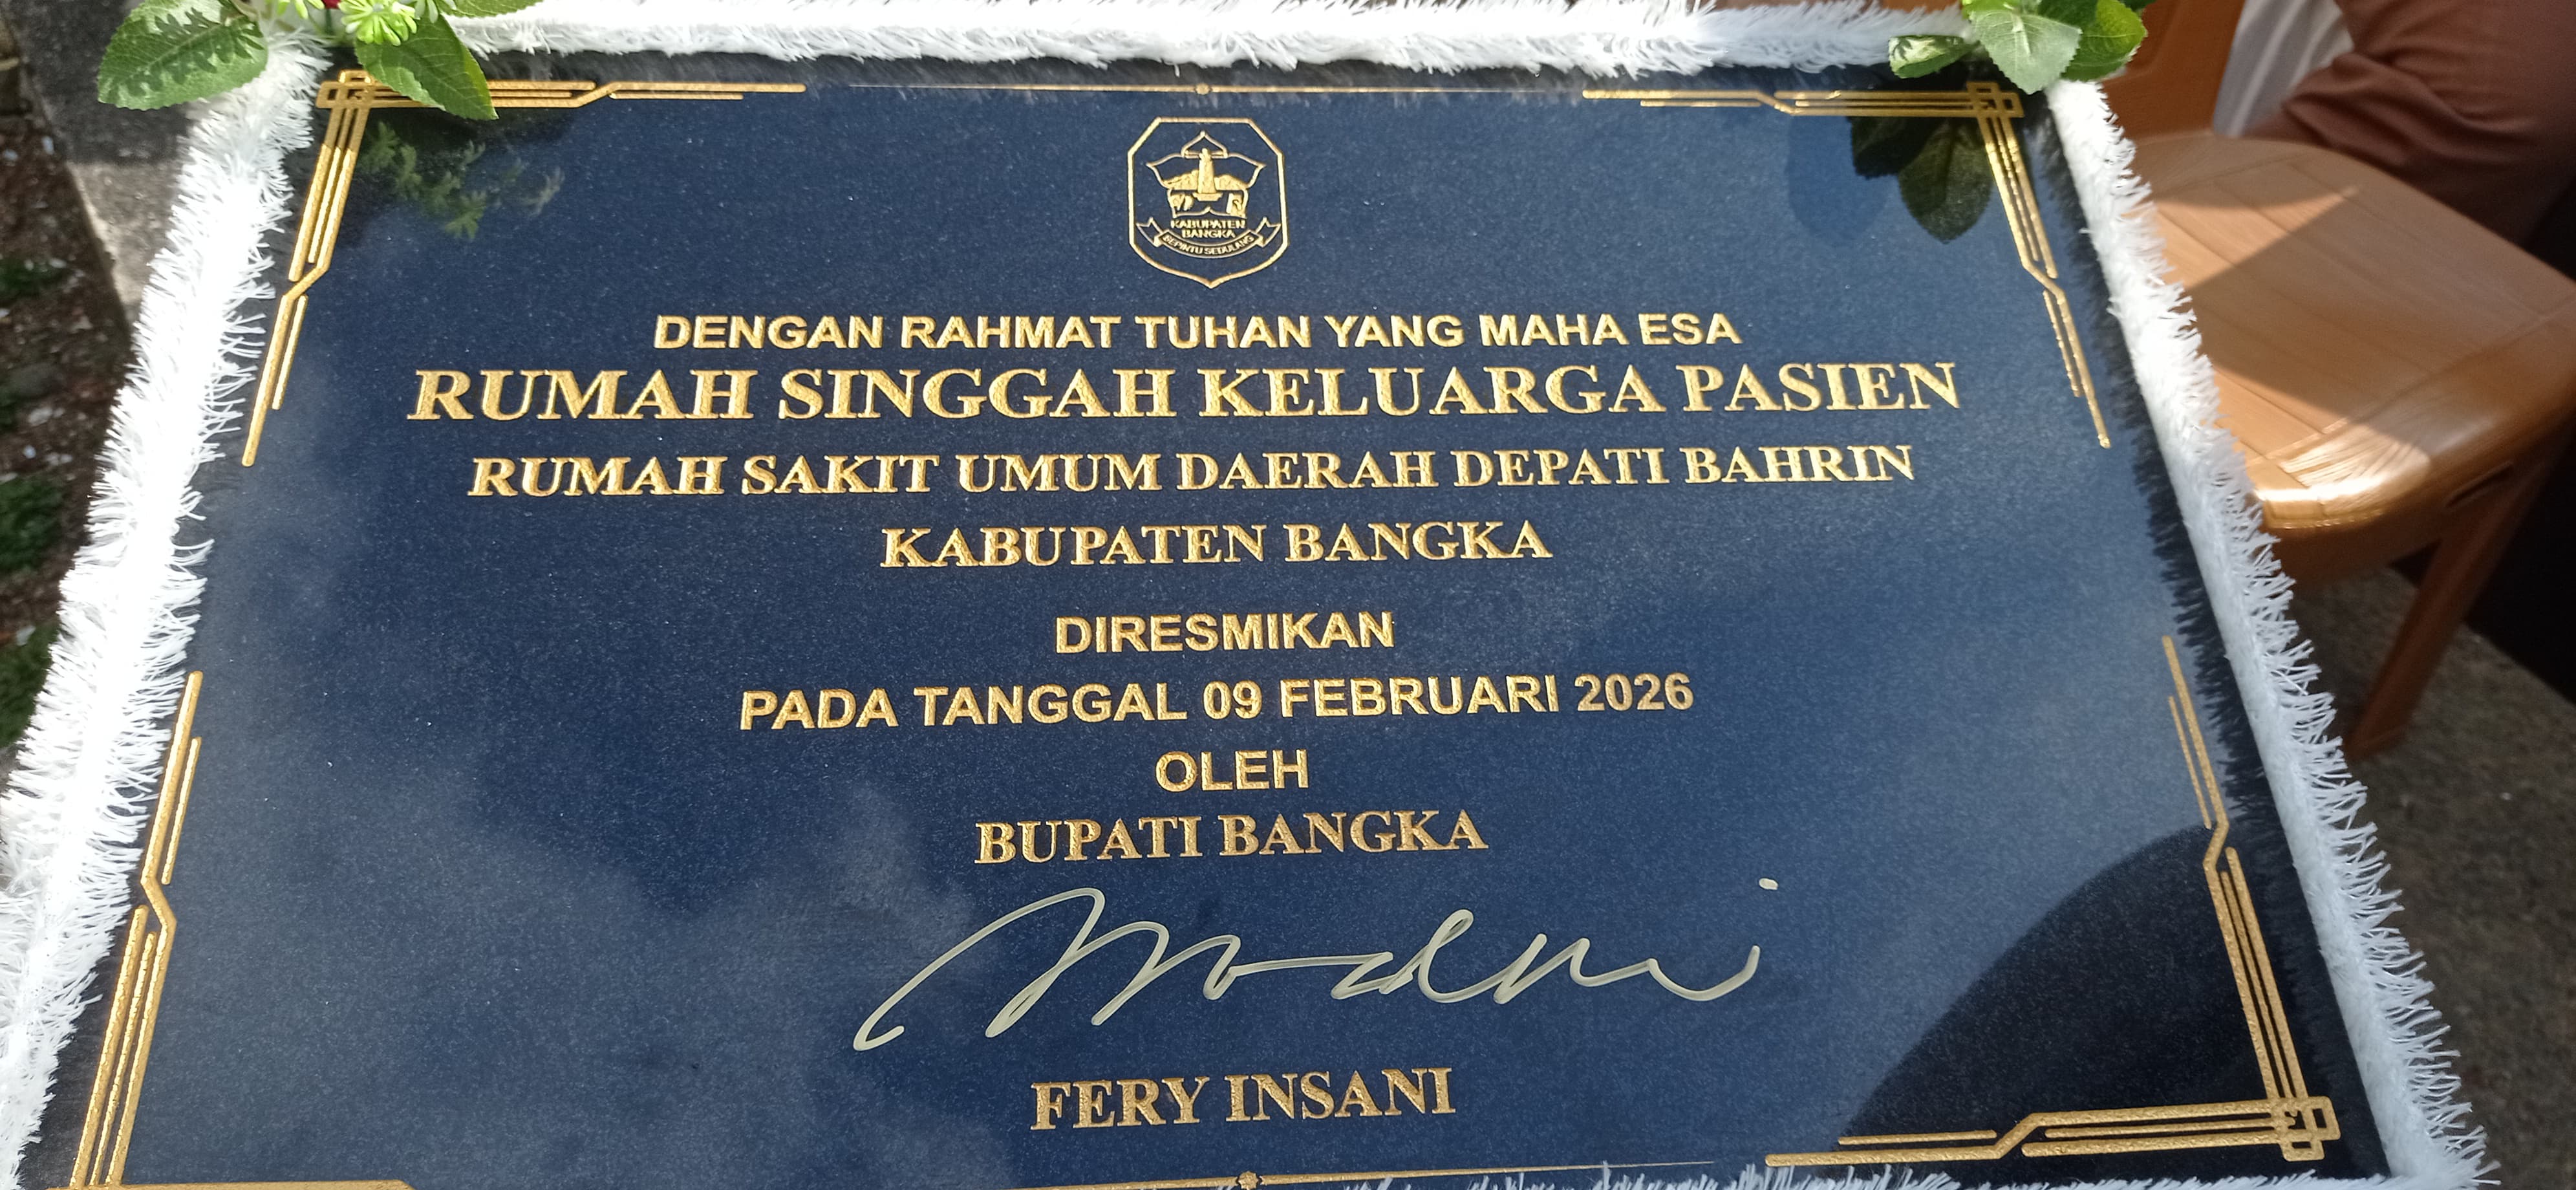 KABUPATEN
BANGKA
SEPINTU SEDULANG
DENGAN RAHMAT TUHAN YANG MAHA ESA
RUMAH SINGGAH KELUARGA PASIEN
RUMAH SAKIT UMUM DAERAH DEPATI BAHRIN
KABUPATEN BANGKA
DIRESMIKAN
PADA TANGGAL 09 FEBRUARI 2026
OLEH
BUPATI BANGKA
FERY INSANI